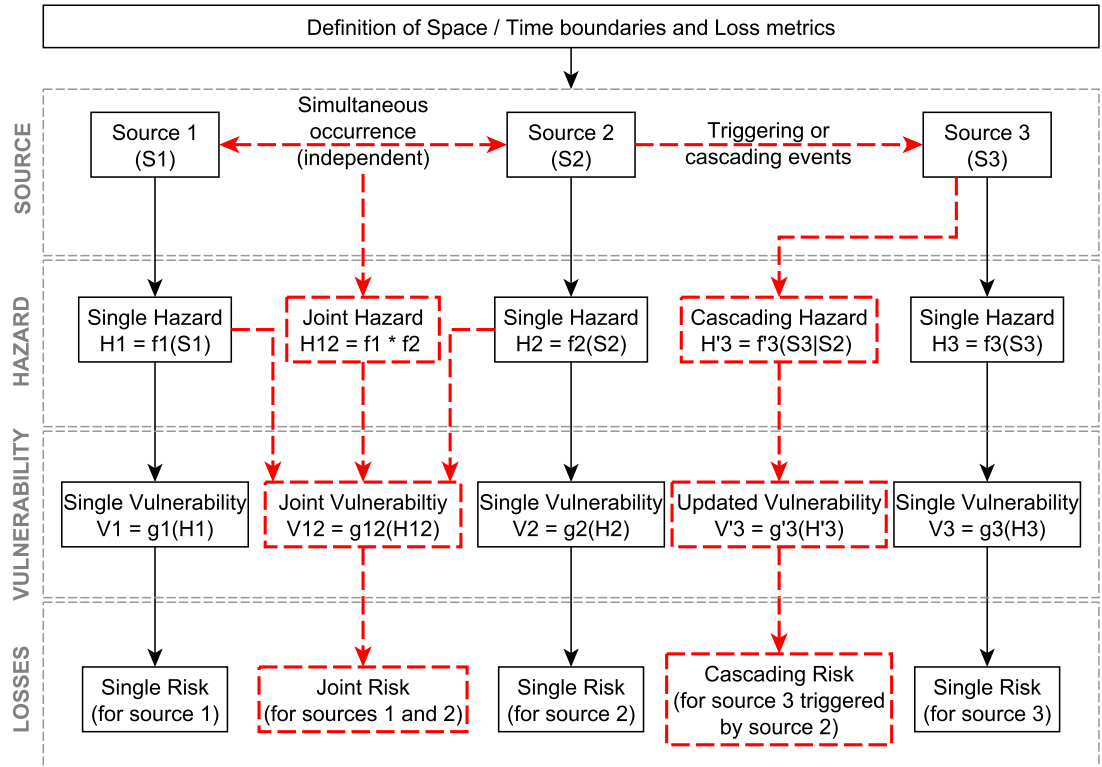 Definition of Space / Time boundaries and Loss metrics
SOURCE
Source 1
(S1)
Simultaneous
occurrence
(independent)
Source 2
(S2)
Triggering or
cascading events
Source 3
(S3)
HAZARD
Single Hazard
H1 = f1(S1)
Joint Hazard
H12 = f1 * f2
Single Hazard
H2 = f2(S2)
Cascading Hazard
H'3 = f'3(S3|S2)
Single Hazard
H3 = f3(S3)
VULNERABILITY
Single Vulnerability
V1 = g1(H1)
Joint Vulnerabiltiy
V12 = g12(H12)
Single Vulnerability
V2 = g2(H2)
Updated Vulnerability
V'3 = g'3(H'3)
Single Vulnerability
V3 = g3(H3)
LOSSES
Single Risk
(for source 1)
Joint Risk
(for sources 1 and 2)
Single Risk
(for source 2)
Cascading Risk
(for source 3 triggered
by source 2)
Single Risk
(for source 3)